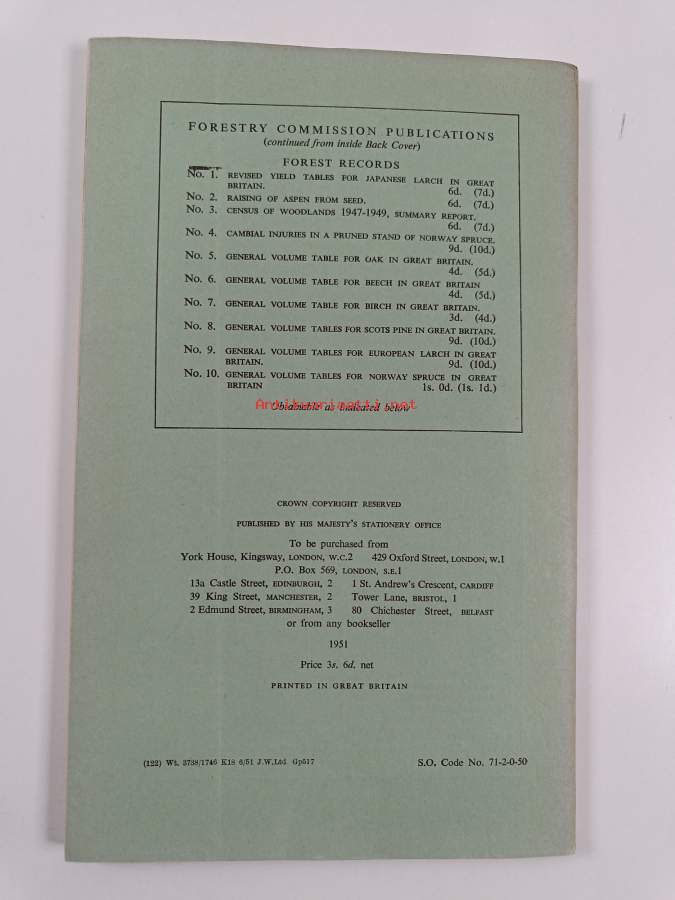 FORESTRY COMMISSION PUBLICATIONS
(continued from inside Back Cover)
FOREST RECORDS
No. 1. REVISED YIELD TABLES FOR JAPANESE LARCH IN GREAT
BRITAIN. 6d. (7d.)
No. 2. RAISING OF ASPEN FROM SEED. 6d. (7d.)
No. 3. CENSUS OF WOODLANDS 1947-1949, SUMMARY REPORT.
6d. (7d.)
No. 4. CAMBIAL INJURIES IN A PRUNED STAND OF NORWAY SPRUCE.
9d. (10d.)
No. 5. GENERAL VOLUME TABLE FOR OAK IN GREAT BRITAIN.
4d. (5d.)
No. 6. GENERAL VOLUME TABLE FOR BEECH IN GREAT BRITAIN
4d. (5d.)
No. 7. GENERAL VOLUME TABLE FOR BIRCH IN GREAT BRITAIN.
3d. (4d.)
No. 8. GENERAL VOLUME TABLES FOR SCOTS PINE IN GREAT BRITAIN.
9d. (10d.)
No. 9. GENERAL VOLUME TABLES FOR EUROPEAN LARCH IN GREAT
BRITAIN. 9d. (10d.)
No. 10. GENERAL VOLUME TABLES FOR NORWAY SPRUCE IN GREAT
BRITAIN 1s. 0d. (1s. 1d.)
Obtainable as indicated below
Antikvariaatti.net
CROWN COPYRIGHT RESERVED
PUBLISHED BY HIS MAJESTY'S STATIONERY OFFICE
To be purchased from
York House, Kingsway, LONDON, W.C.2 429 Oxford Street, LONDON, W.1
P.O. Box 569, LONDON, S.E.1
13a Castle Street, EDINBURGH, 2 1 St. Andrew's Crescent, CARDIFF
39 King Street, MANCHESTER, 2 Tower Lane, BRISTOL, 1
2 Edmund Street, BIRMINGHAM, 3 80 Chichester Street, BELFAST
or from any bookseller
1951
Price 3s. 6d. net
PRINTED IN GREAT BRITAIN
(122) Wt. 3738/1746 K18 6/51 J.W.Ltd. Gp517 S.O. Code No. 71-2-0-50